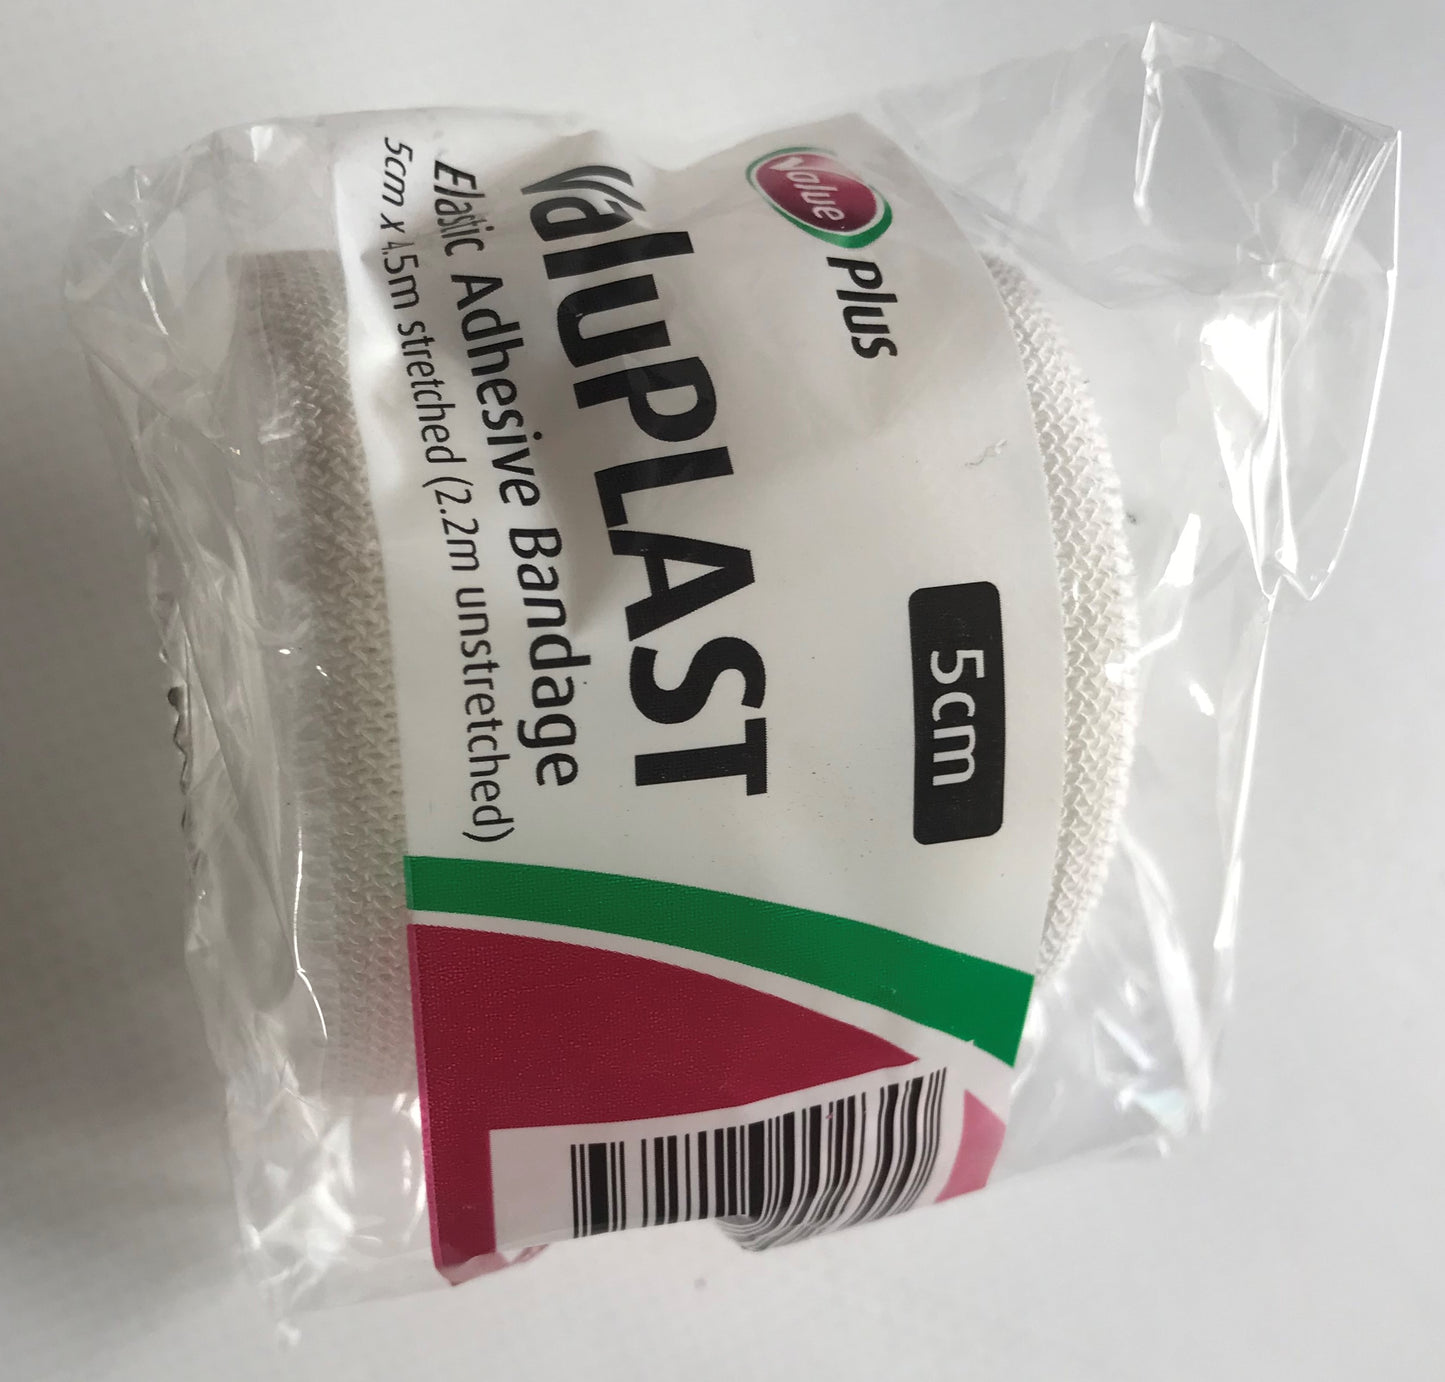 Value Plus
5cm
ValuPLAST
Elastic Adhesive Bandage
5cm x 4.5m stretched (2.2m unstretched)